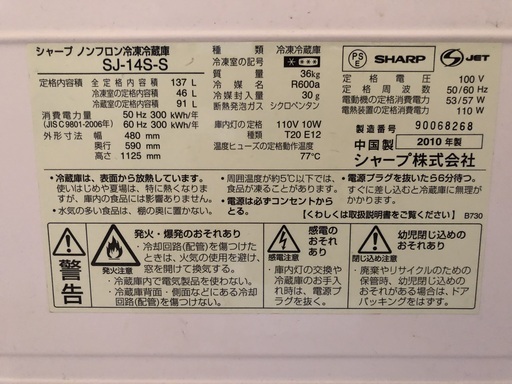 シャープ ノンフロン冷凍冷蔵庫
SJ-14S-S
定格内容積 全定格内容積 137 L
冷凍室の定格内容積 46 L
冷蔵室の定格内容積 91 L
消費電力量 50 Hz 300 kWh/年
(JIS C 9801-2006年) 60 Hz 300 kWh/年
外形寸法 幅 480 mm
奥行 590 mm
高さ 1125 mm
種類 冷凍冷蔵庫
冷凍室の記号
質量 36kg
冷媒 R600a
冷媒封入量 30 g
断熱発泡ガス シクロペンタン
庫内灯の定格 110V 10W
T20 E12
温度ヒューズの定格動作温度
77℃
PSE SHARP S JET
定格電圧 100 V
定格周波数 50/60 Hz
電動機の定格消費電力 53/57 W
電熱装置の定格消費電力 110 W
製造番号 90068268
中国製 2010 年製
シャープ株式会社
・冷蔵庫は、表面から放熱しています。
使いはじめや夏場は、特に熱くなります
が、庫内の冷えには影響ありません。
・水気の多い食品は、棚の奥に置かない。
・周囲温度が約5℃以下では、
食品が凍ることがあります。
・電源は必ずコンセントから
とる。
・電源プラグを抜いたら6分待つ。
すぐに差し込むと冷蔵庫に無理が
かかります。
【くわしくは取扱説明書をご覧ください】 B730
警告
発火・爆発のおそれあり
発火注意
・冷却回路(配管)を傷つけた
ときは、火気の使用を避け、
窓を開けて換気する。
・冷蔵庫内で電気製品を使わない。
・冷蔵庫背面・側面などにある冷却
回路(配管)を傷つけない。
感電の
おそれあり
感電注意
・庫内灯の交換や
冷蔵庫のお手入
れ時は、電源プ
ラグを抜く。
幼児閉じ込めの
おそれあり
閉じ込め注意
・廃棄やリサイクルのための
保管時、幼児が閉じ込め
られるおそれがある場合は、ドア
パッキングをはずす。